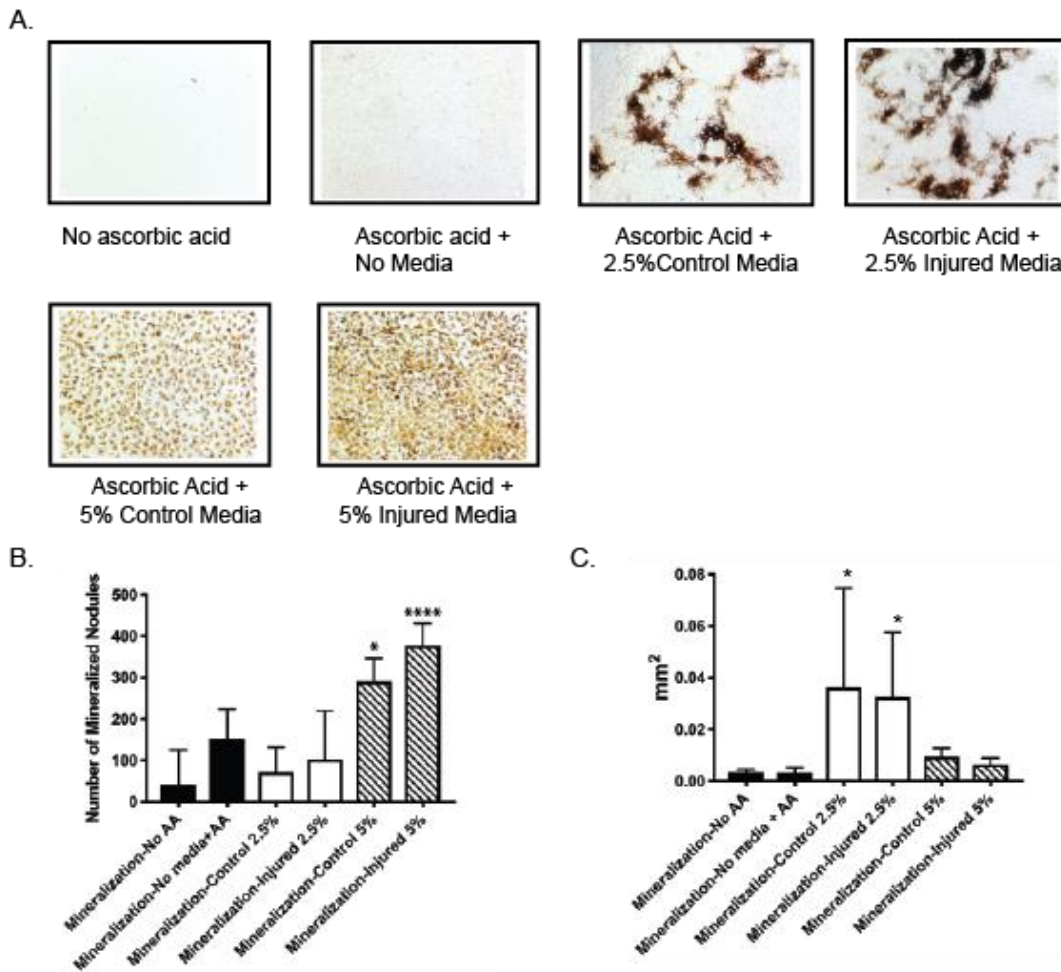 A.
No ascorbic acid
Ascorbic acid +
No Media
Ascorbic Acid +
2.5%Control Media
Ascorbic Acid +
2.5% Injured Media
Ascorbic Acid +
5% Control Media
Ascorbic Acid +
5% Injured Media
B.
Number of Mineralized Nodules
500
400
300
200
100
0
*
****
Mineralization-No AA
Mineralization-No media+AA
Mineralization-Control 2.5%
Mineralization-Injured 2.5%
Mineralization-Control 5%
Mineralization-Injured 5%
C.
mm²
0.08
0.06
0.04
0.02
0.00
*
*
Mineralization-No AA
Mineralization-No media + AA
Mineralization-Control 2.5%
Mineralization-Injured 2.5%
Mineralization-Control 5%
Mineralization-Injured 5%